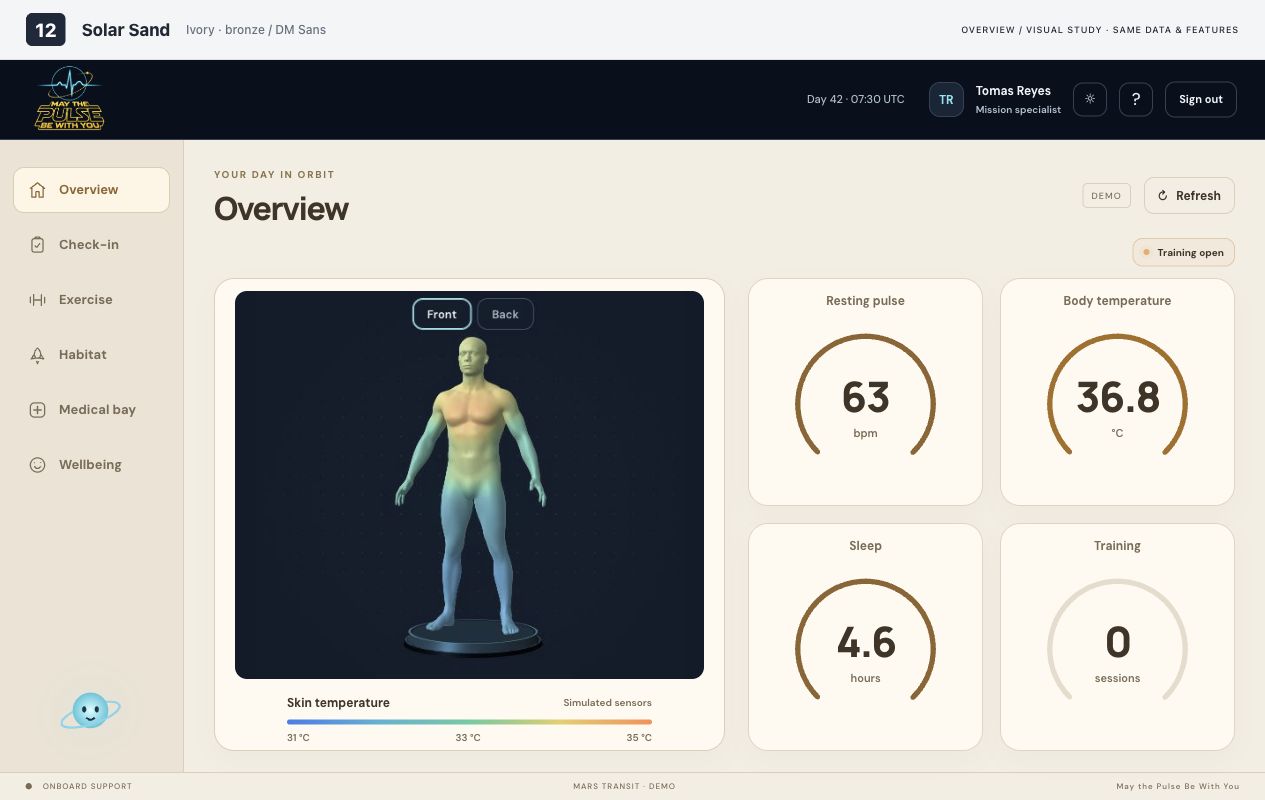 12 Solar Sand Ivory · bronze / DM Sans OVERVIEW / VISUAL STUDY · SAME DATA & FEATURES
MAY THE
PULSE
BE WITH YOU
Day 42 · 07:30 UTC TR Tomas Reyes
Mission specialist
? Sign out
Overview
Check-in
Exercise
Habitat
Medical bay
Wellbeing
YOUR DAY IN ORBIT
Overview
DEMO Refresh
Training open
Front Back
Skin temperature Simulated sensors
31 °C 33 °C 35 °C
Resting pulse
63
bpm
Body temperature
36.8
°C
Sleep
4.6
hours
Training
0
sessions
ONBOARD SUPPORT MARS TRANSIT · DEMO May the Pulse Be With You